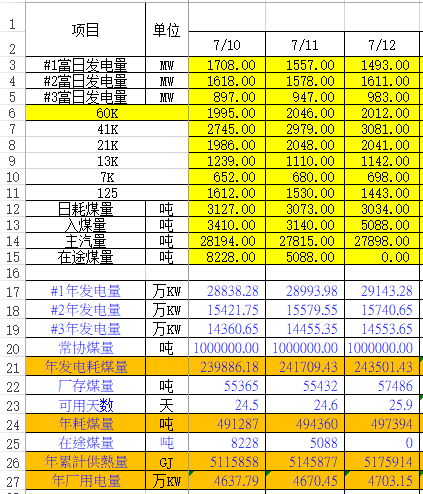 1 项目 单位
2 7/10 7/11 7/12
3 #1當日发电量 MW 1708.00 1557.00 1493.00
4 #2當日发电量 MW 1618.00 1578.00 1611.00
5 #3當日发电量 MW 897.00 947.00 983.00
6 60K 1995.00 2046.00 2012.00
7 41K 2745.00 2979.00 3081.00
8 21K 1986.00 2048.00 2041.00
9 13K 1239.00 1110.00 1142.00
10 7K 652.00 680.00 698.00
11 125 1612.00 1530.00 1443.00
12 日耗煤量 吨 3127.00 3073.00 3034.00
13 入煤量 吨 3410.00 3140.00 5088.00
14 主汽量 吨 28194.00 27815.00 27898.00
15 在途煤量 吨 8228.00 5088.00 0.00
16
17 #1年发电量 万KW 28838.28 28993.98 29143.28
18 #2年发电量 万KW 15421.75 15579.55 15740.65
19 #3年发电量 万KW 14360.65 14455.35 14553.65
20 常协煤量 吨 1000000.00 1000000.00 1000000.00
21 年发电耗煤量 239886.18 241709.43 243501.43
22 厂存煤量 吨 55365 55432 57486
23 可用天数 天 24.5 24.6 25.9
24 年耗煤量 吨 491287 494360 497394
25 在途煤量 吨 8228 5088 0
26 年累計供熱量 GJ 5115858 5145877 5175914
27 年厂用电量 万KW 4637.79 4670.45 4703.15